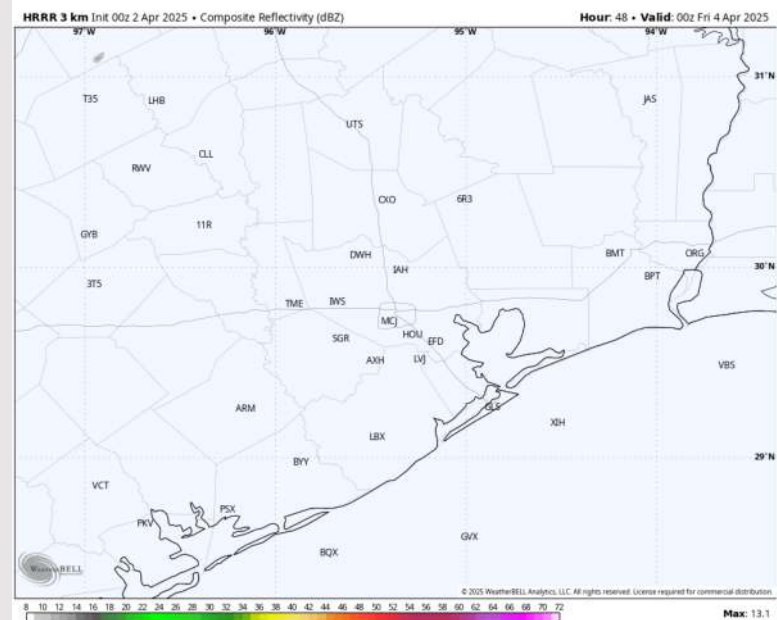 HRRR 3 km Init 00z 2 Apr 2025 • Composite Reflectivity (dBZ) Hour: 48 • Valid: 00z Fri 4 Apr 2025
97°W 96°W 95°W 94°W
31°N
T35 LHB JAS
UTS
CLL
RWV
CXO 6R3
11R
GYB
DWH BMT ORG
30°N
IAH
BPT
3T5
TME IWS
MCJ
HOU
SGR EFD
AXH LVJ VBS
ARM GLS
XIH
LBX
29°N
BYY
VCT
PSX
PKV
GVX
BQX
WeatherBELL
© 2025 WeatherBELL Analytics, LLC. All rights reserved. License required for commercial distribution.
8 10 12 14 16 18 20 22 24 26 28 30 32 34 36 38 40 42 44 46 48 50 52 54 56 58 60 62 64 66 68 70 72
Max: 13.1